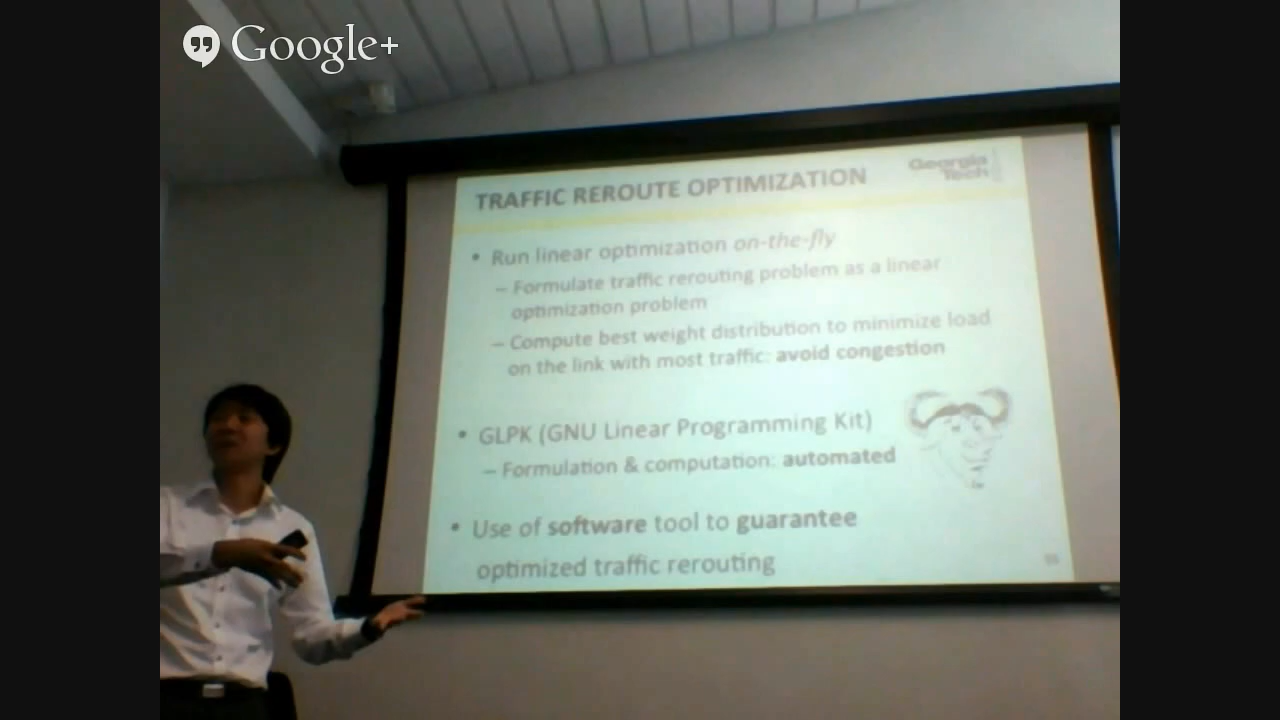 Google+
TRAFFIC REROUTE OPTIMIZATION
Georgia
Tech
• Run linear optimization on-the-fly
– Formulate traffic rerouting problem as a linear
optimization problem
– Compute best weight distribution to minimize load
on the link with most traffic: avoid congestion
• GLPK (GNU Linear Programming Kit)
– Formulation & computation: automated
• Use of software tool to guarantee
optimized traffic rerouting